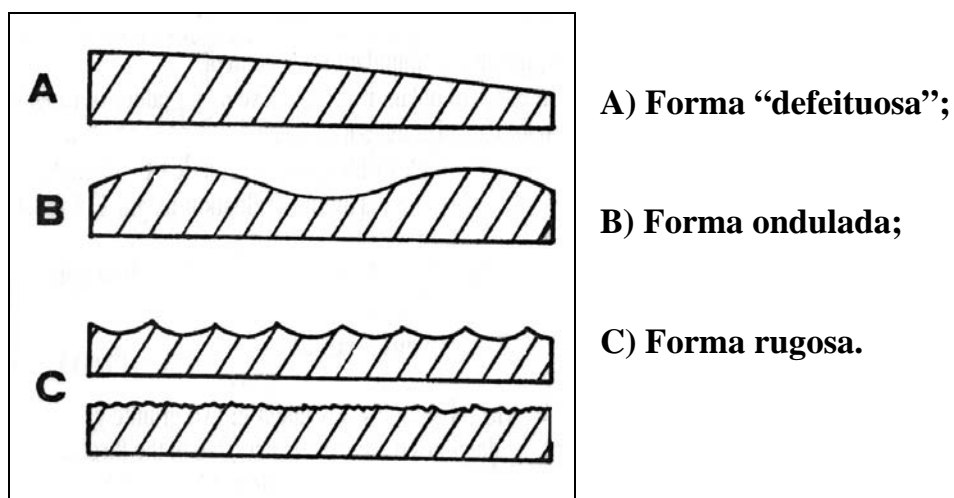 A
B
C
A) Forma “defeituosa”;
B) Forma ondulada;
C) Forma rugosa.